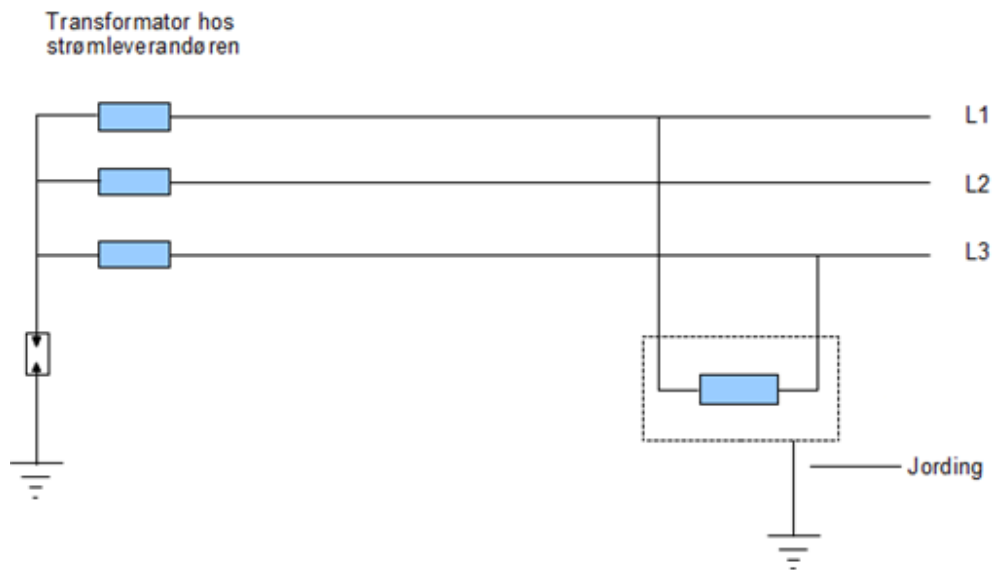 Transformator hos
strømleverandøren
L1
L2
L3
Jording